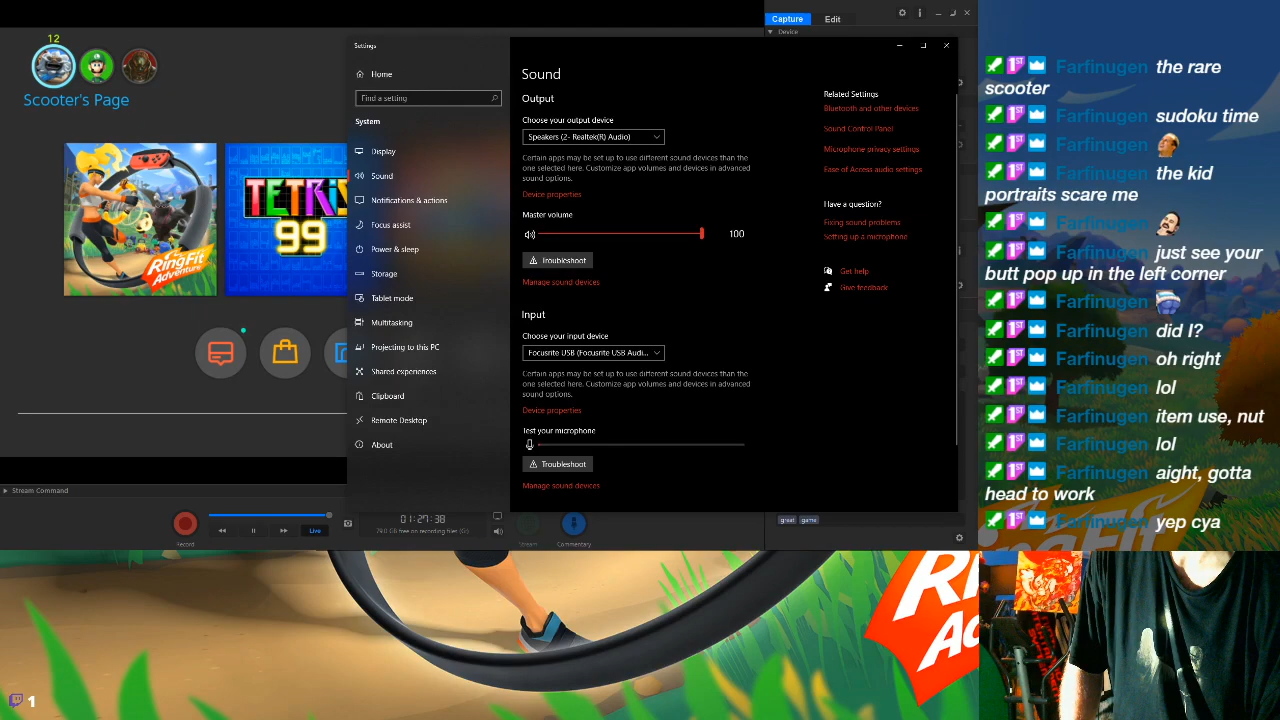 12
Scooter's Page
RingFit
Adventure
TETRIS
99
Stream Command
Record
Live
01:27:38
Stream
Commentary
Settings
Home
Find a setting
System
Display
Sound
Notifications & actions
Focus assist
Power & sleep
Storage
Tablet mode
Multitasking
Projecting to this PC
Shared experiences
Clipboard
Remote Desktop
About
Sound
Output
Choose your output device
Speakers (2- Realtek(R) Audio)
Certain apps may be set up to use different sound devices than the
one selected here. Customize app volumes and devices in advanced
sound options.
Device properties
Master volume
100
Troubleshoot
Manage sound devices
Input
Choose your input device
Focusrite USB (Focusrite USB Audi...
Certain apps may be set up to use different sound devices than the
one selected here. Customize app volumes and devices in advanced
sound options.
Device properties
Test your microphone
Troubleshoot
Manage sound devices
Related Settings
Bluetooth and other devices
Sound Control Panel
Microphone privacy settings
Ease of Access audio settings
Have a question?
Fixing sound problems
Setting up a microphone
Get help
Give feedback
Capture Edit
Device
great game
Farfinugen the rare
scooter
Farfinugen sudoku time
Farfinugen
Farfinugen the kid
portraits scare me
Farfinugen
Farfinugen just see your
butt pop up in the left corner
Farfinugen
Farfinugen did I?
Farfinugen oh right
Farfinugen lol
Farfinugen item use, nut
Farfinugen lol
Farfinugen aight, gotta
head to work
Farfinugen yep cya
1